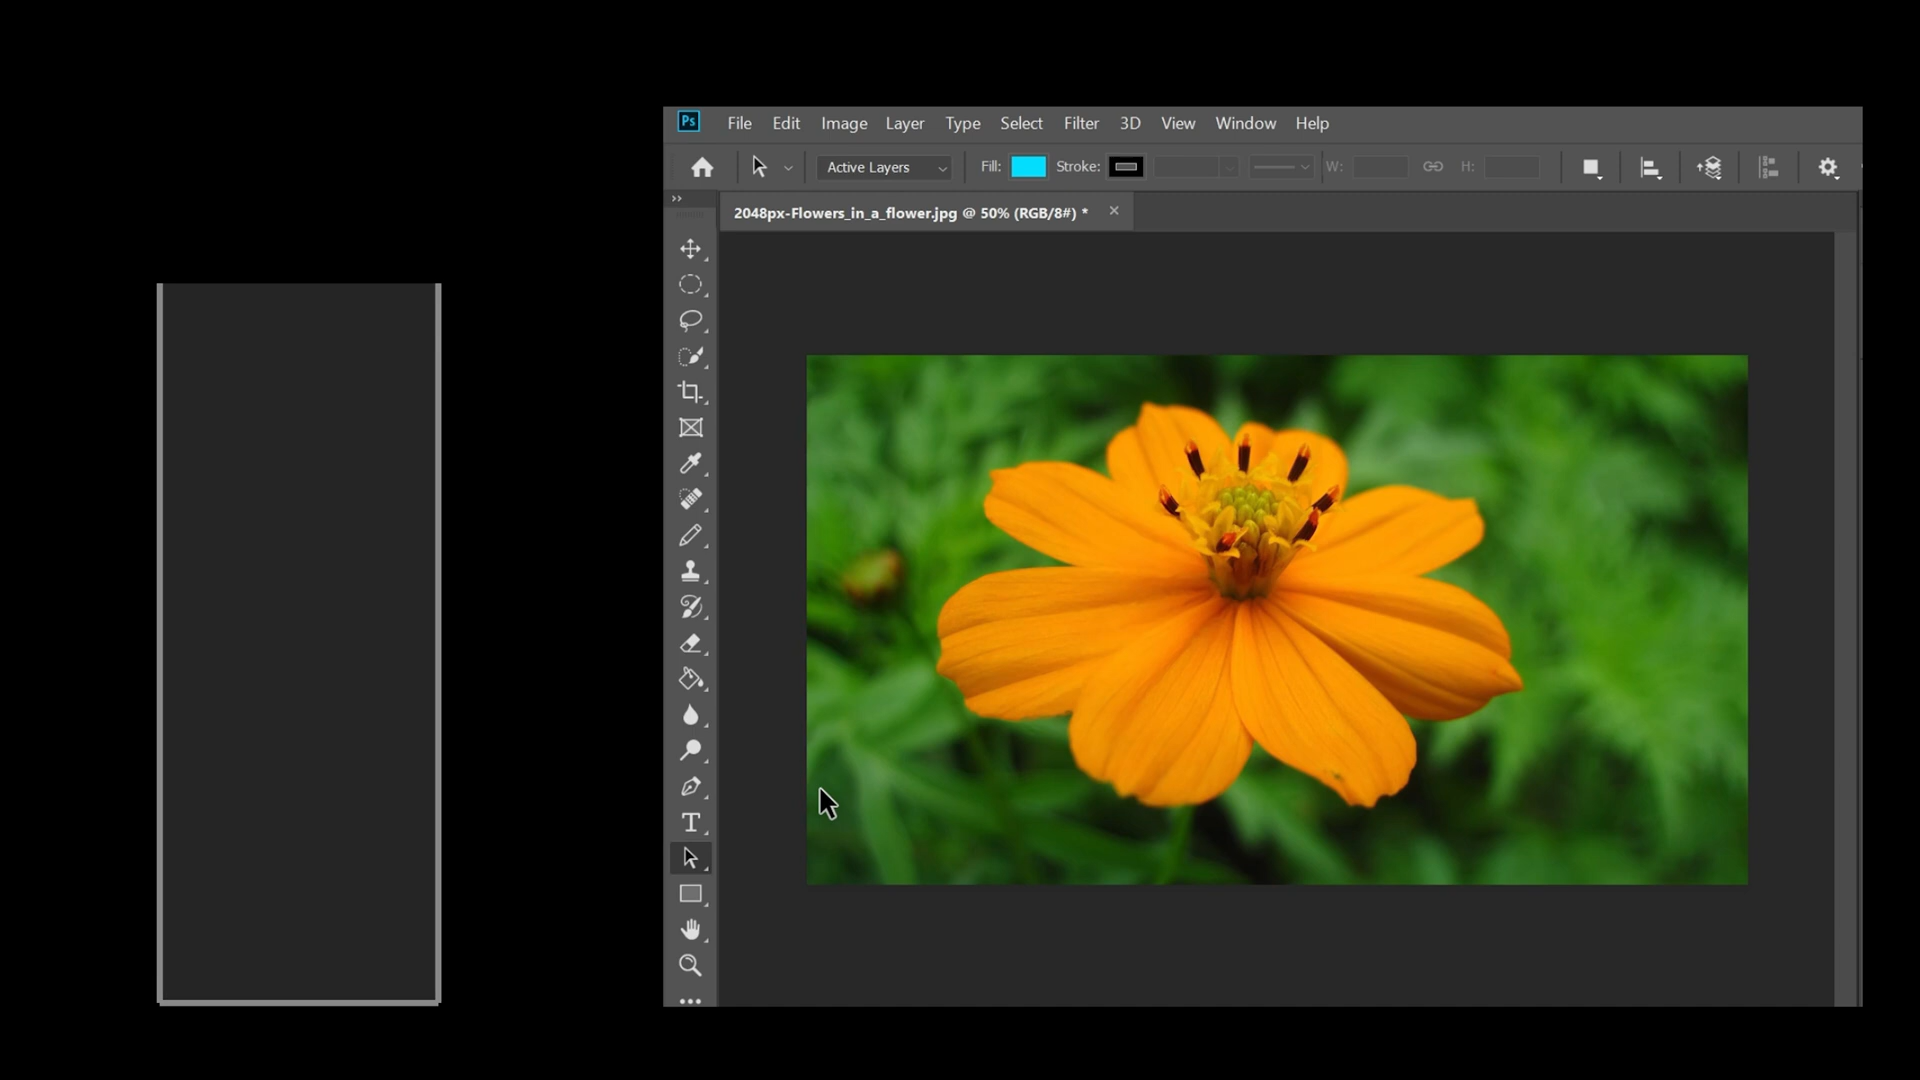 Ps File Edit Image Layer Type Select Filter 3D View Window Help
Active Layers Fill: Stroke: W: H:
2048px-Flowers_in_a_flower.jpg @ 50% (RGB/8#) *
T